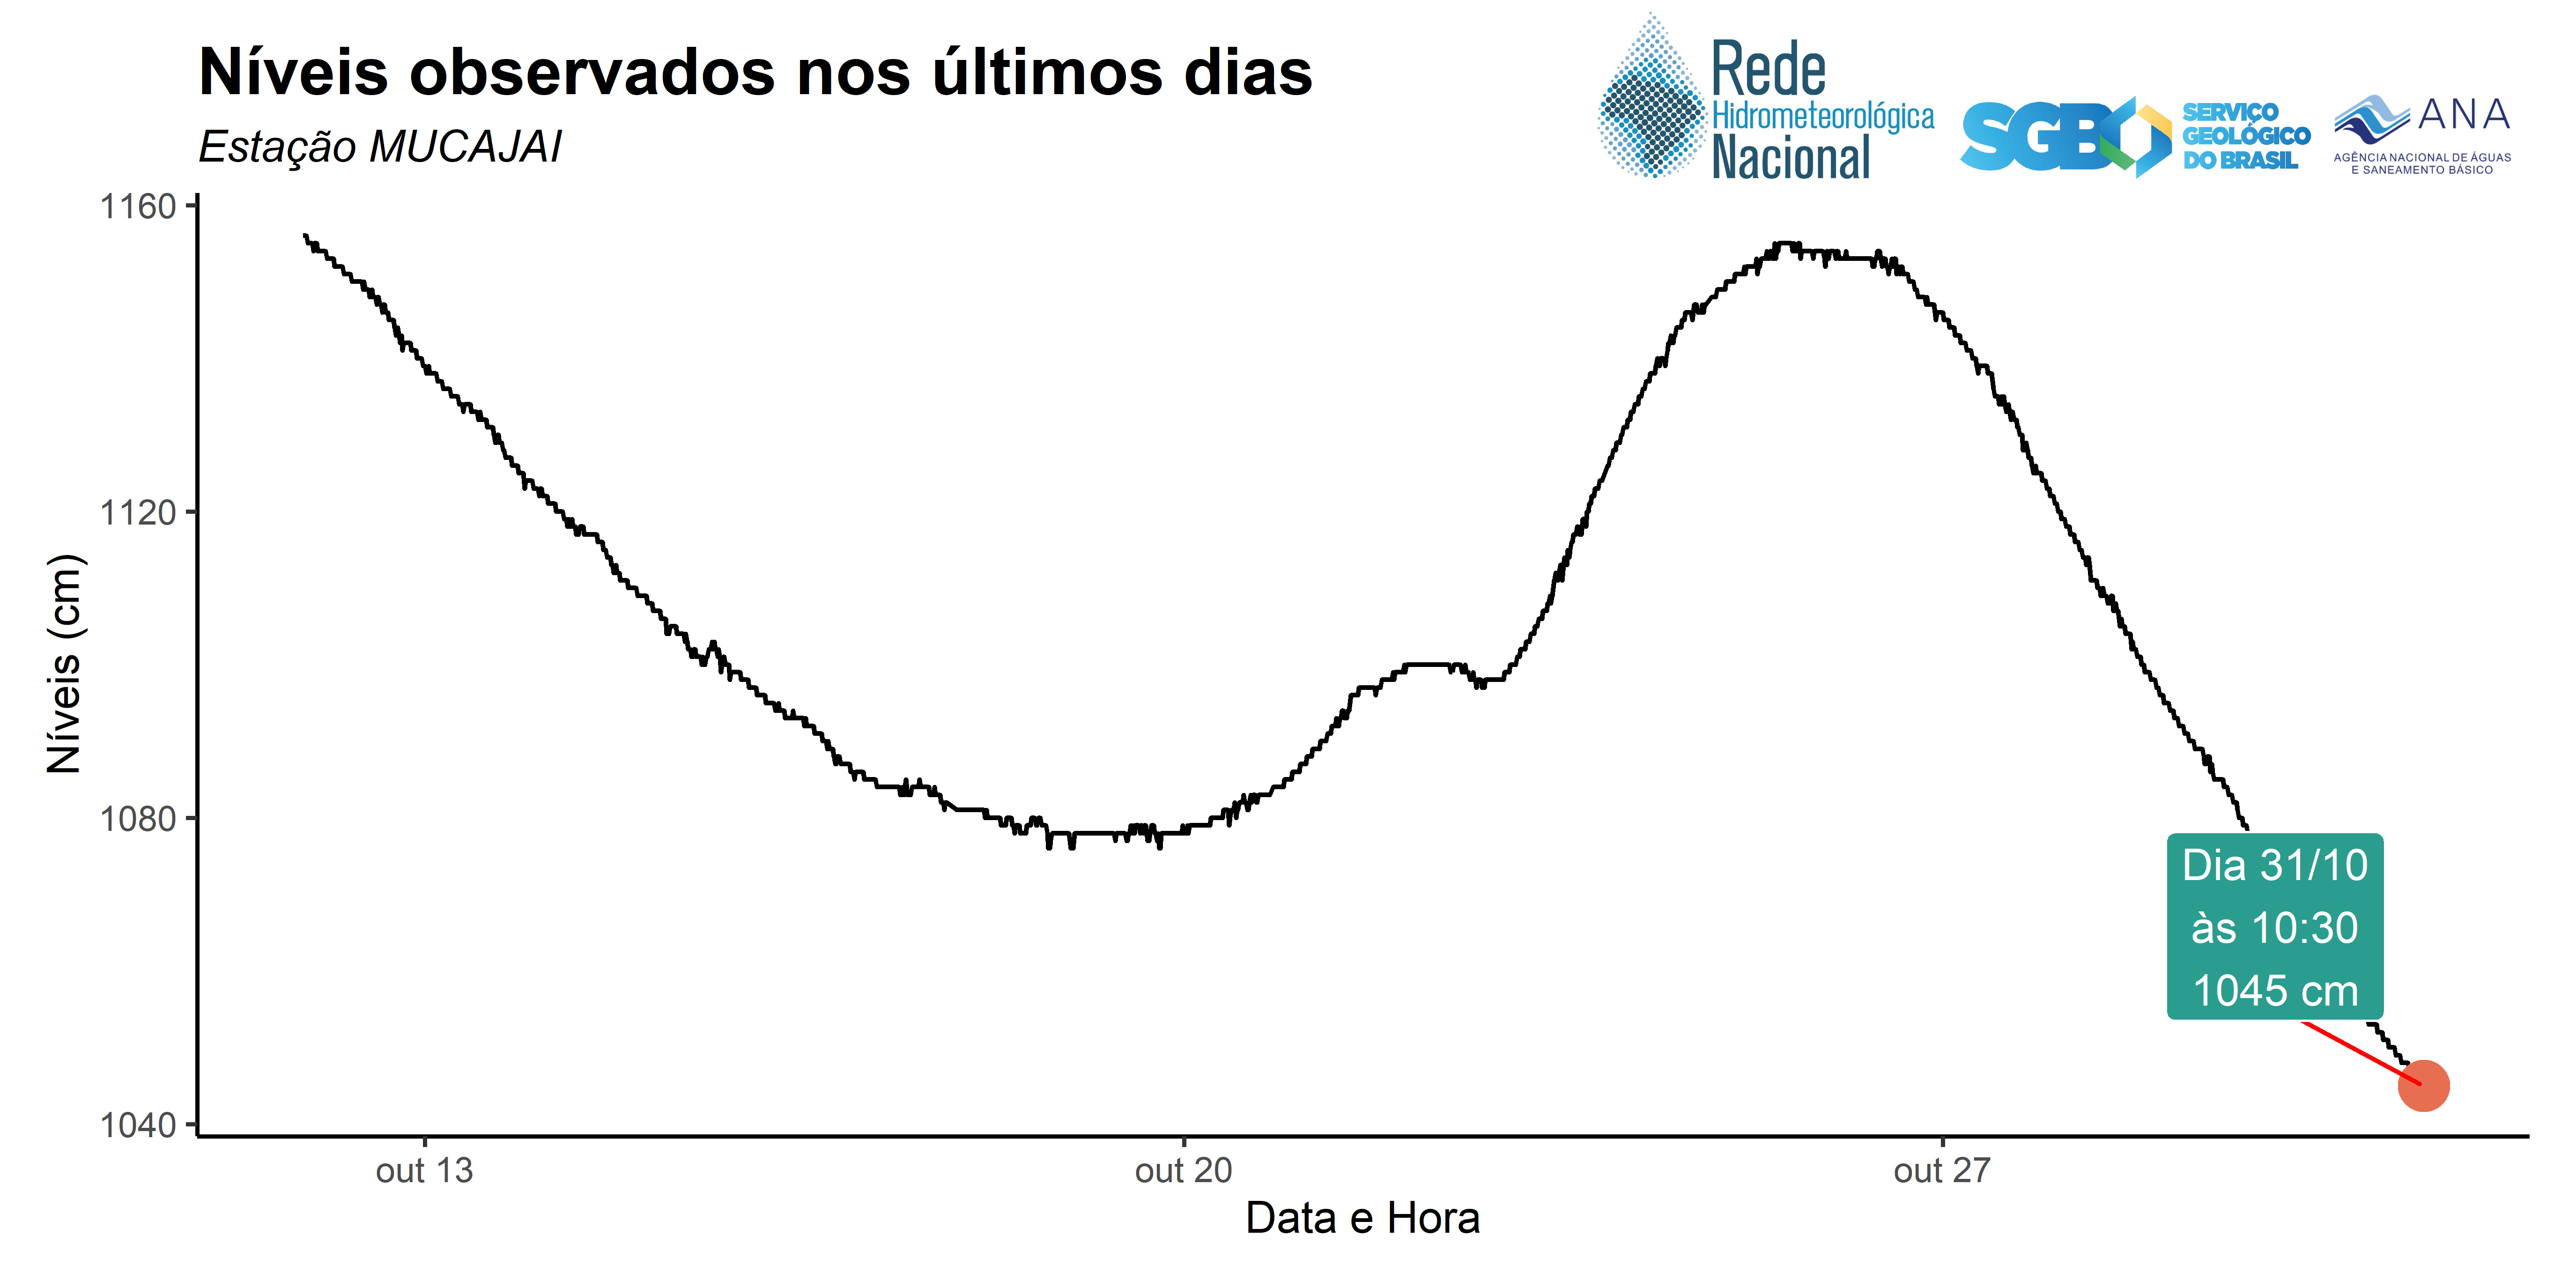 Níveis observados nos últimos dias
Estação MUCAJAI
Rede
Hidrometeorológica
Nacional
SGB
SERVIÇO
GEOLÓGICO
DO BRASIL
ANA
AGÊNCIA NACIONAL DE ÁGUAS
E SANEAMENTO BÁSICO
Níveis (cm)
1160
1120
1080
1040
Dia 31/10
às 10:30
1045 cm
out 13
out 20
out 27
Data e Hora